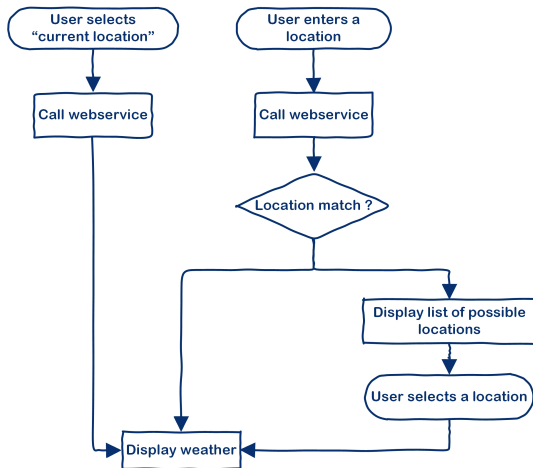 User selects
“current location”
User enters a
location
Call webservice
Call webservice
Location match ?
Display list of possible
locations
User selects a location
Display weather